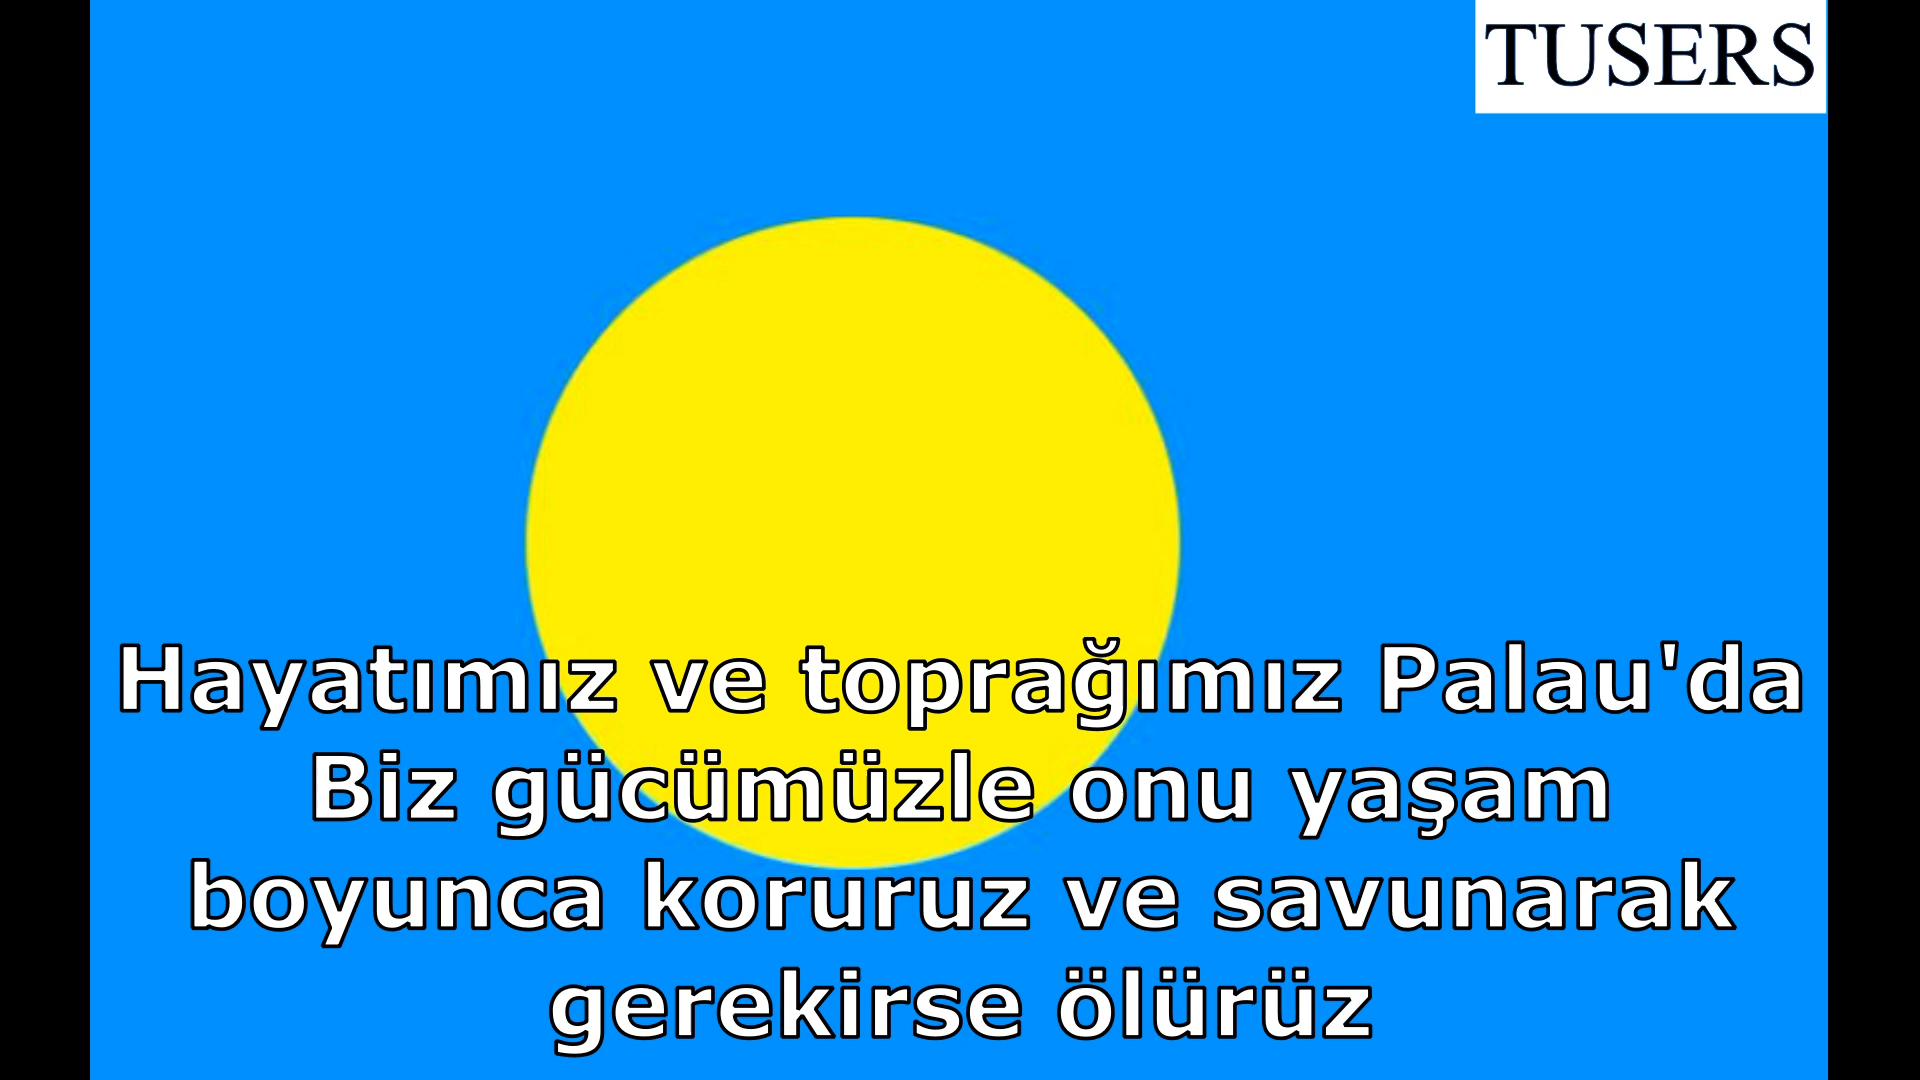 TUSERS
Hayatımız ve toprağımız Palau'da
Biz gücümüzle onu yaşam
boyunca koruruz ve savunarak
gerekirse ölürüz